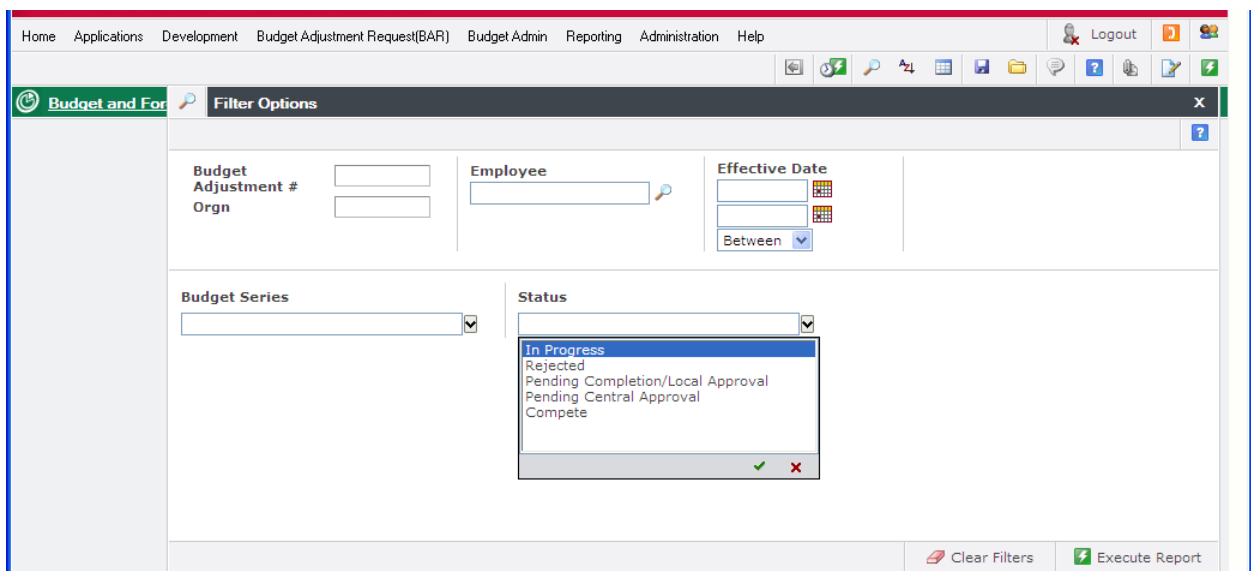 Home Applications Development Budget Adjustment Request(BAR) Budget Admin Reporting Administration Help Logout
Budget and For
Filter Options X
Budget
Adjustment #
Orgn
Employee
Effective Date
Between
Budget Series
Status
In Progress
Rejected
Pending Completion/Local Approval
Pending Central Approval
Compete
Clear Filters Execute Report